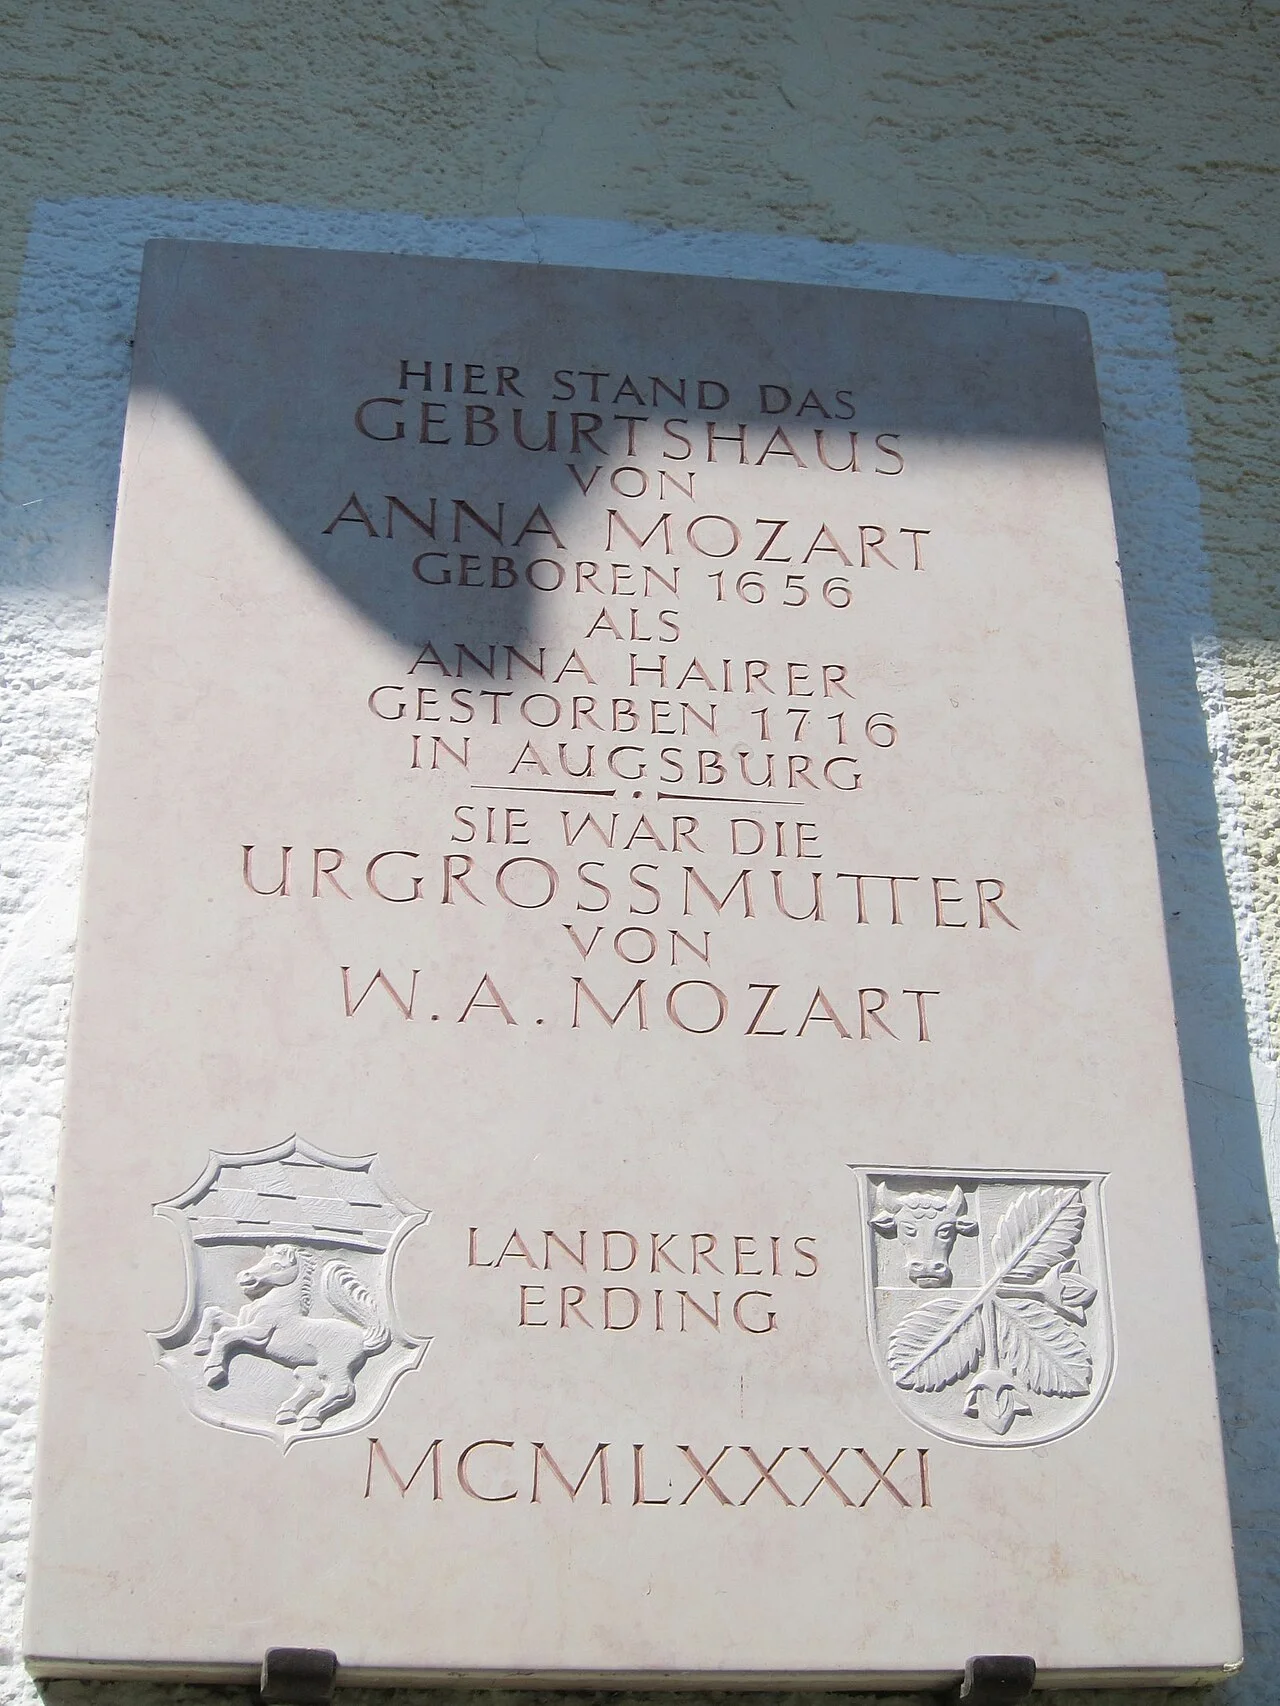 HIER STAND DAS
GEBURTSHAUS
VON
ANNA MOZART
GEBOREN 1656
ALS
ANNA HAIRER
GESTORBEN 1716
IN AUGSBURG
SIE WAR DIE
URGROSSMUTTER
VON
W.A.MOZART
LANDKREIS
ERDING
MCMLXXXXI